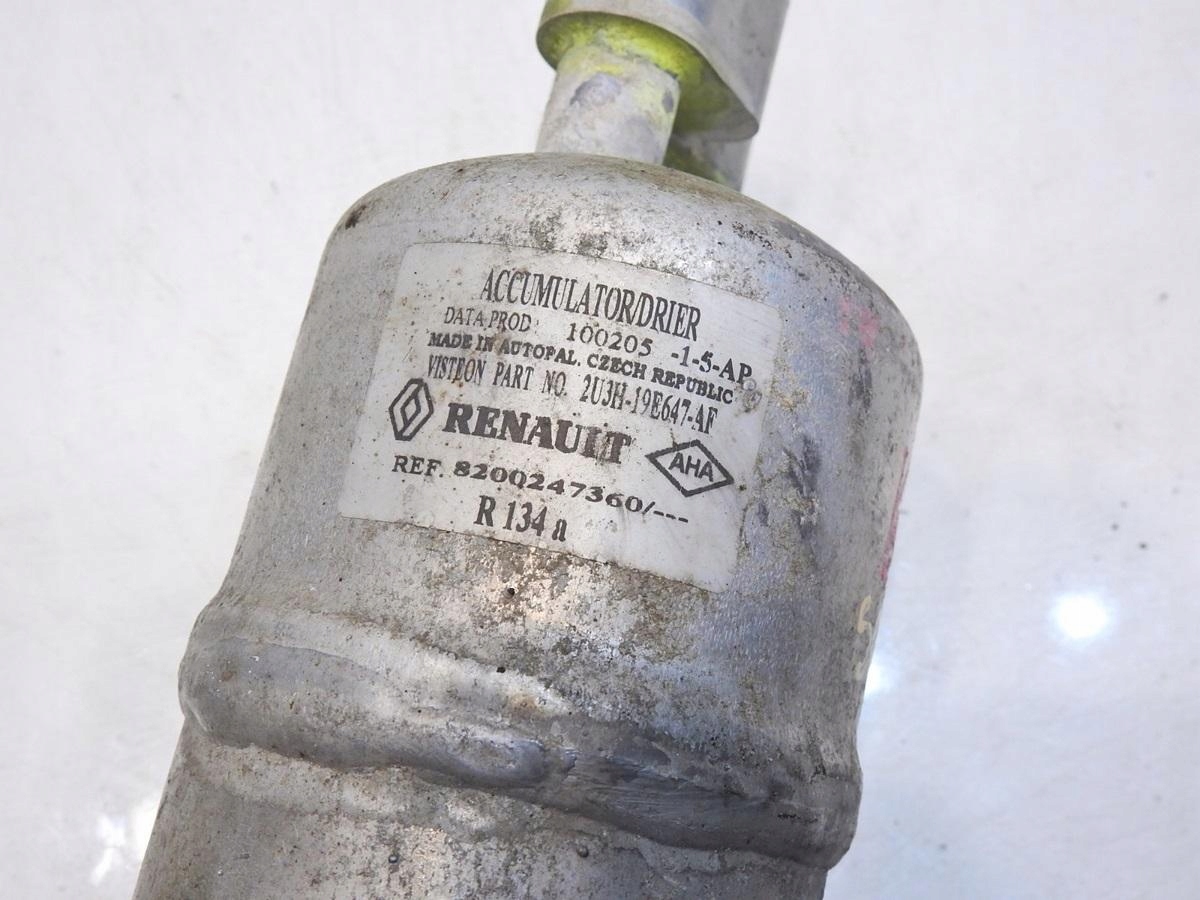 ACCUMULATOR/DRIER
DATA PROD 100205 -1-5-AP
MADE IN AUTOPAL. CZECH REPUBLIC
VISTEON PART NO. 2U3H-19E647-AF
RENAULT AHA
REF. 8200247360/---
R 134 a